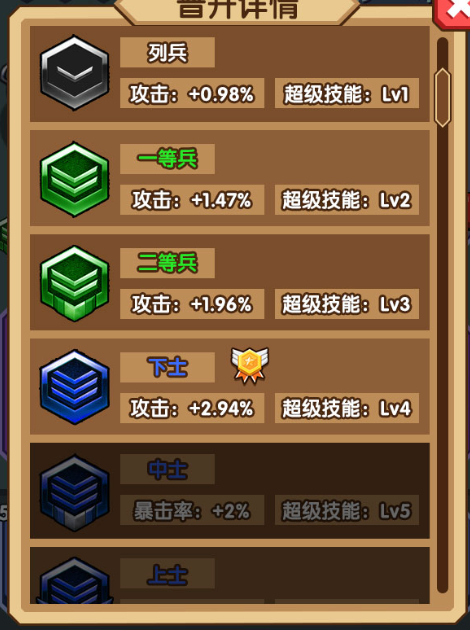 晋升详情
列兵
攻击：+0.98% 超级技能：Lv1
一等兵
攻击：+1.47% 超级技能：Lv2
二等兵
攻击：+1.96% 超级技能：Lv3
下士
攻击：+2.94% 超级技能：Lv4
中士
暴击率：+2% 超级技能：Lv5
上士